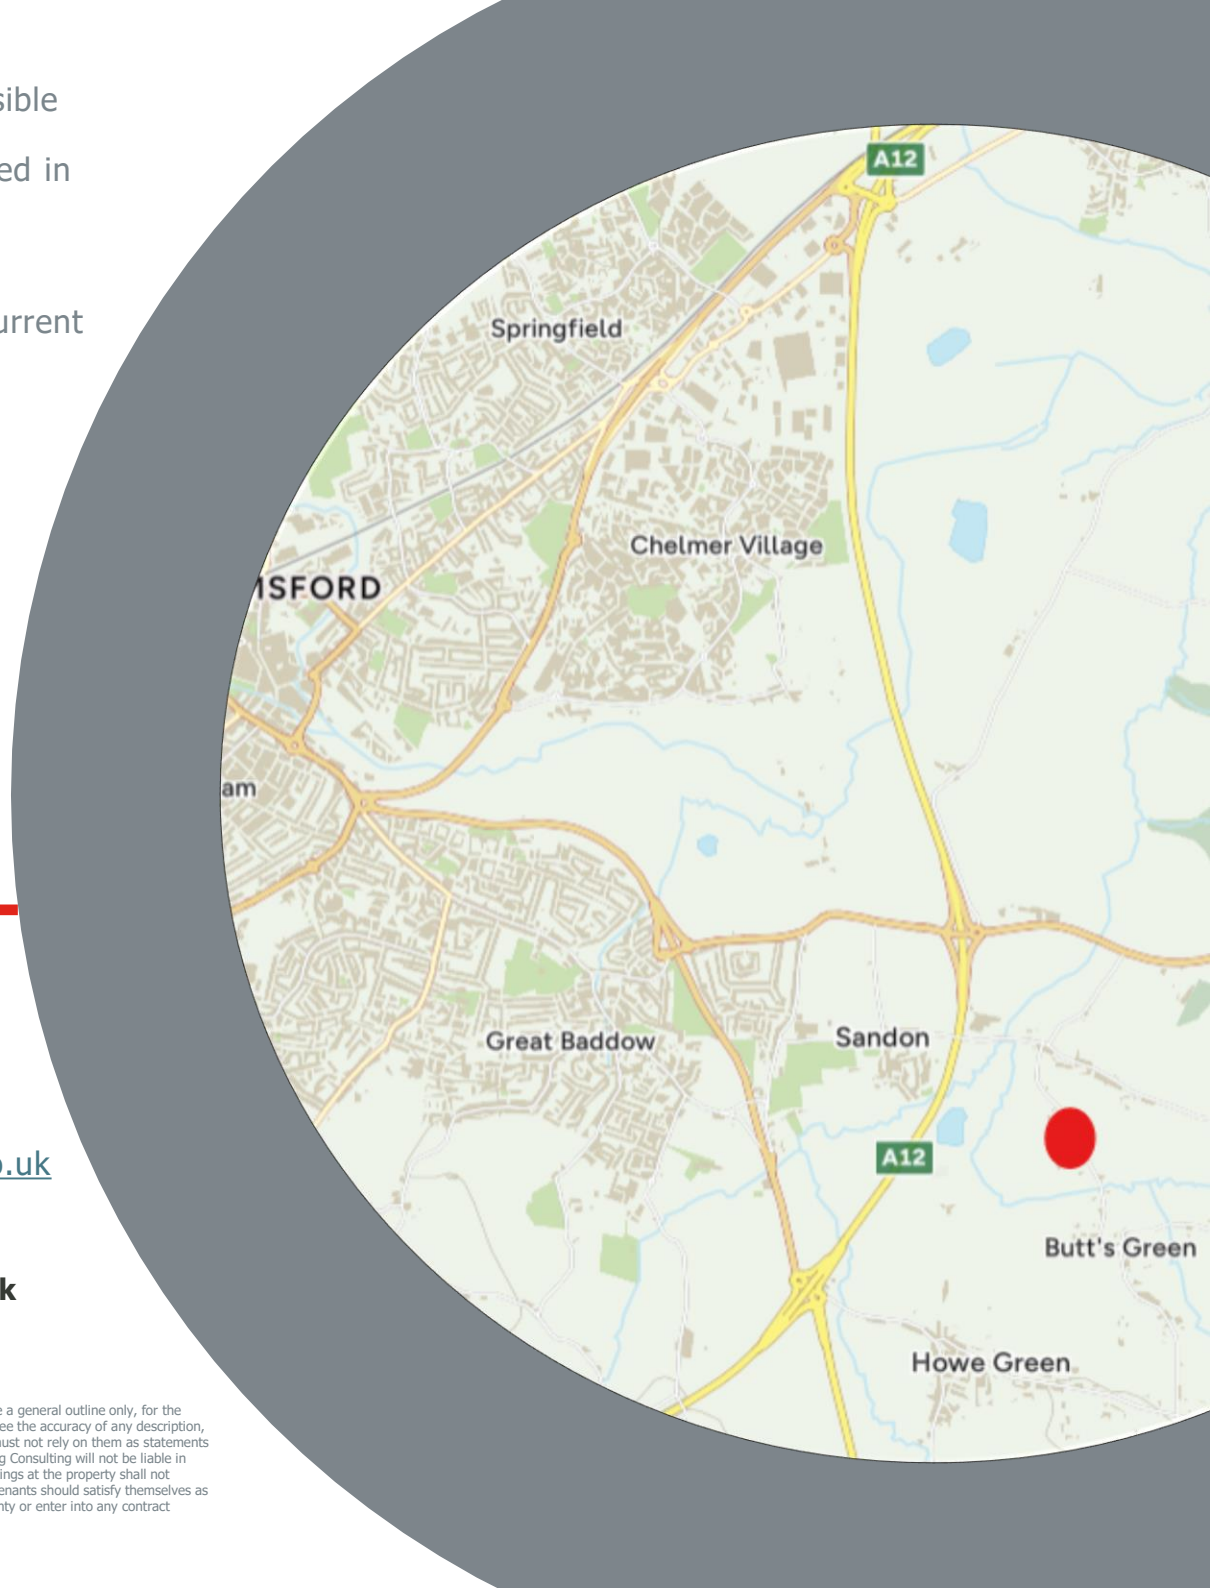 sible
ed in
urrent
A12
Springfield
Chelmer Village
MSFORD
am
Great Baddow
Sandon
A12
Butt's Green
Howe Green
o.uk
k
e a general outline only, for the
ee the accuracy of any description,
must not rely on them as statements
g Consulting will not be liable in
ings at the property shall not
enants should satisfy themselves as
nty or enter into any contract